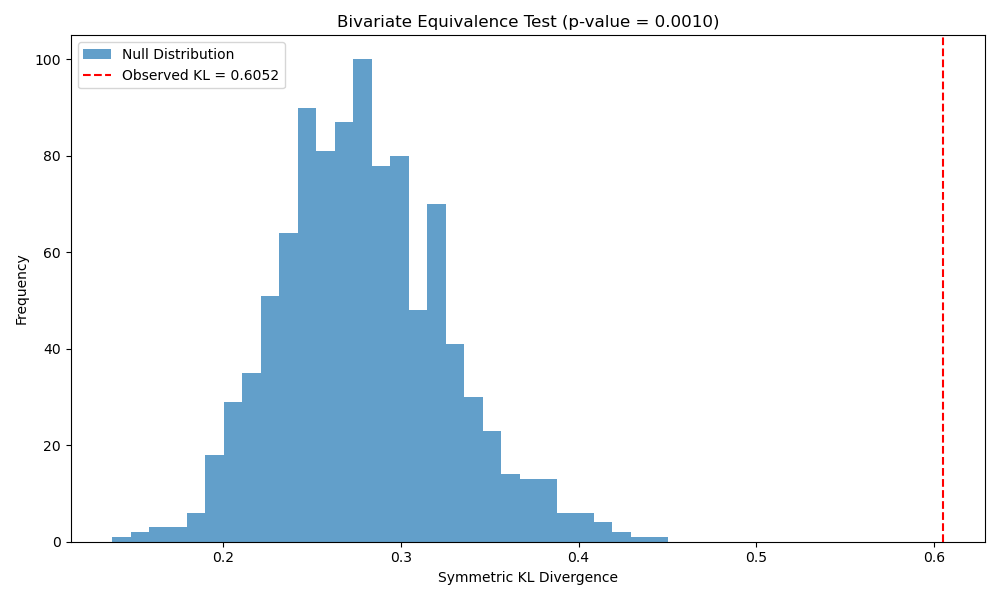 Bivariate Equivalence Test (p-value = 0.0010)
Null Distribution
Observed KL = 0.6052
Frequency
100
80
60
40
20
0
0.2 0.3 0.4 0.5 0.6
Symmetric KL Divergence